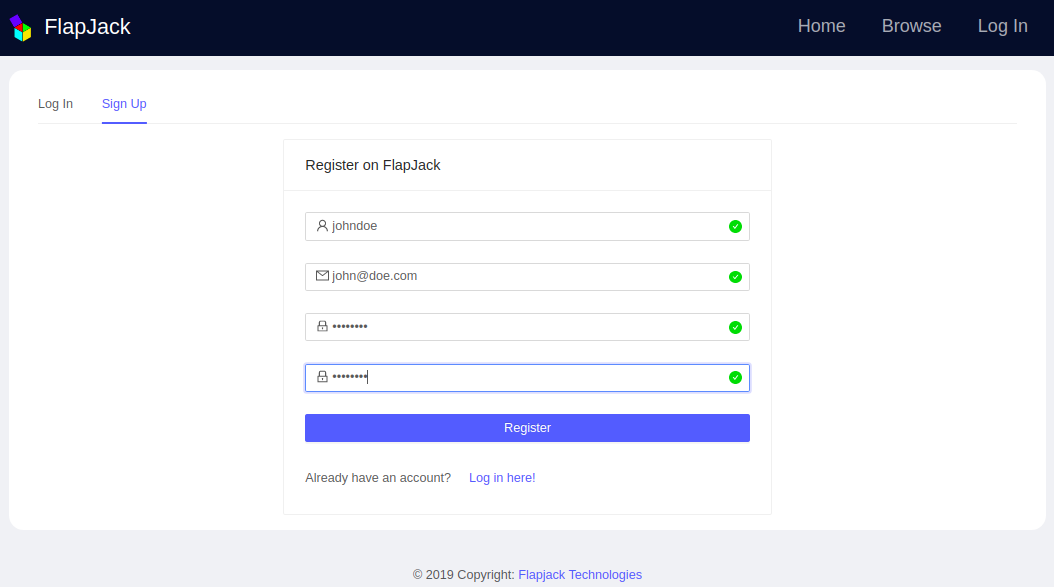 FlapJack Home Browse Log In
Log In Sign Up
Register on FlapJack
johndoe
john@doe.com
••••••••
••••••••
Register
Already have an account? Log in here!
© 2019 Copyright: Flapjack Technologies